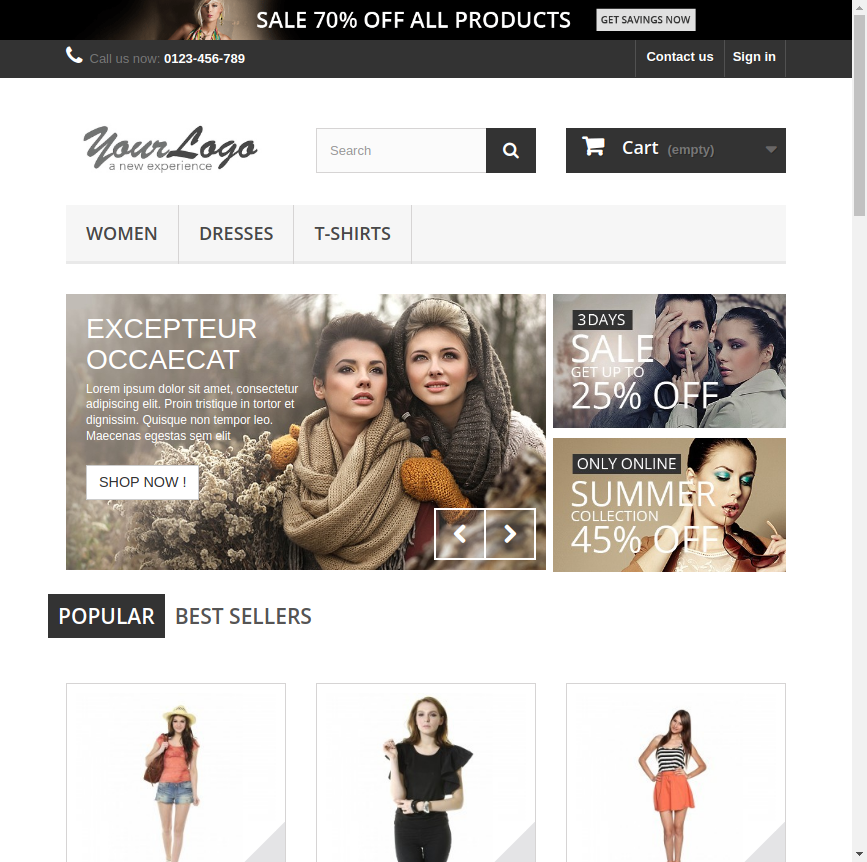 SALE 70% OFF ALL PRODUCTS GET SAVINGS NOW
Call us now: 0123-456-789 Contact us Sign in
YourLogo
a new experience
Search
Cart (empty)
WOMEN DRESSES T-SHIRTS
EXCEPTEUR
OCCAECAT
Lorem ipsum dolor sit amet, consectetur
adipiscing elit. Proin tristique in tortor et
dignissim. Quisque non tempor leo.
Maecenas egestas sem elit
SHOP NOW !
3DAYS
SALE
GET UP TO
25% OFF
ONLY ONLINE
SUMMER
COLLECTION
45% OFF
POPULAR BEST SELLERS